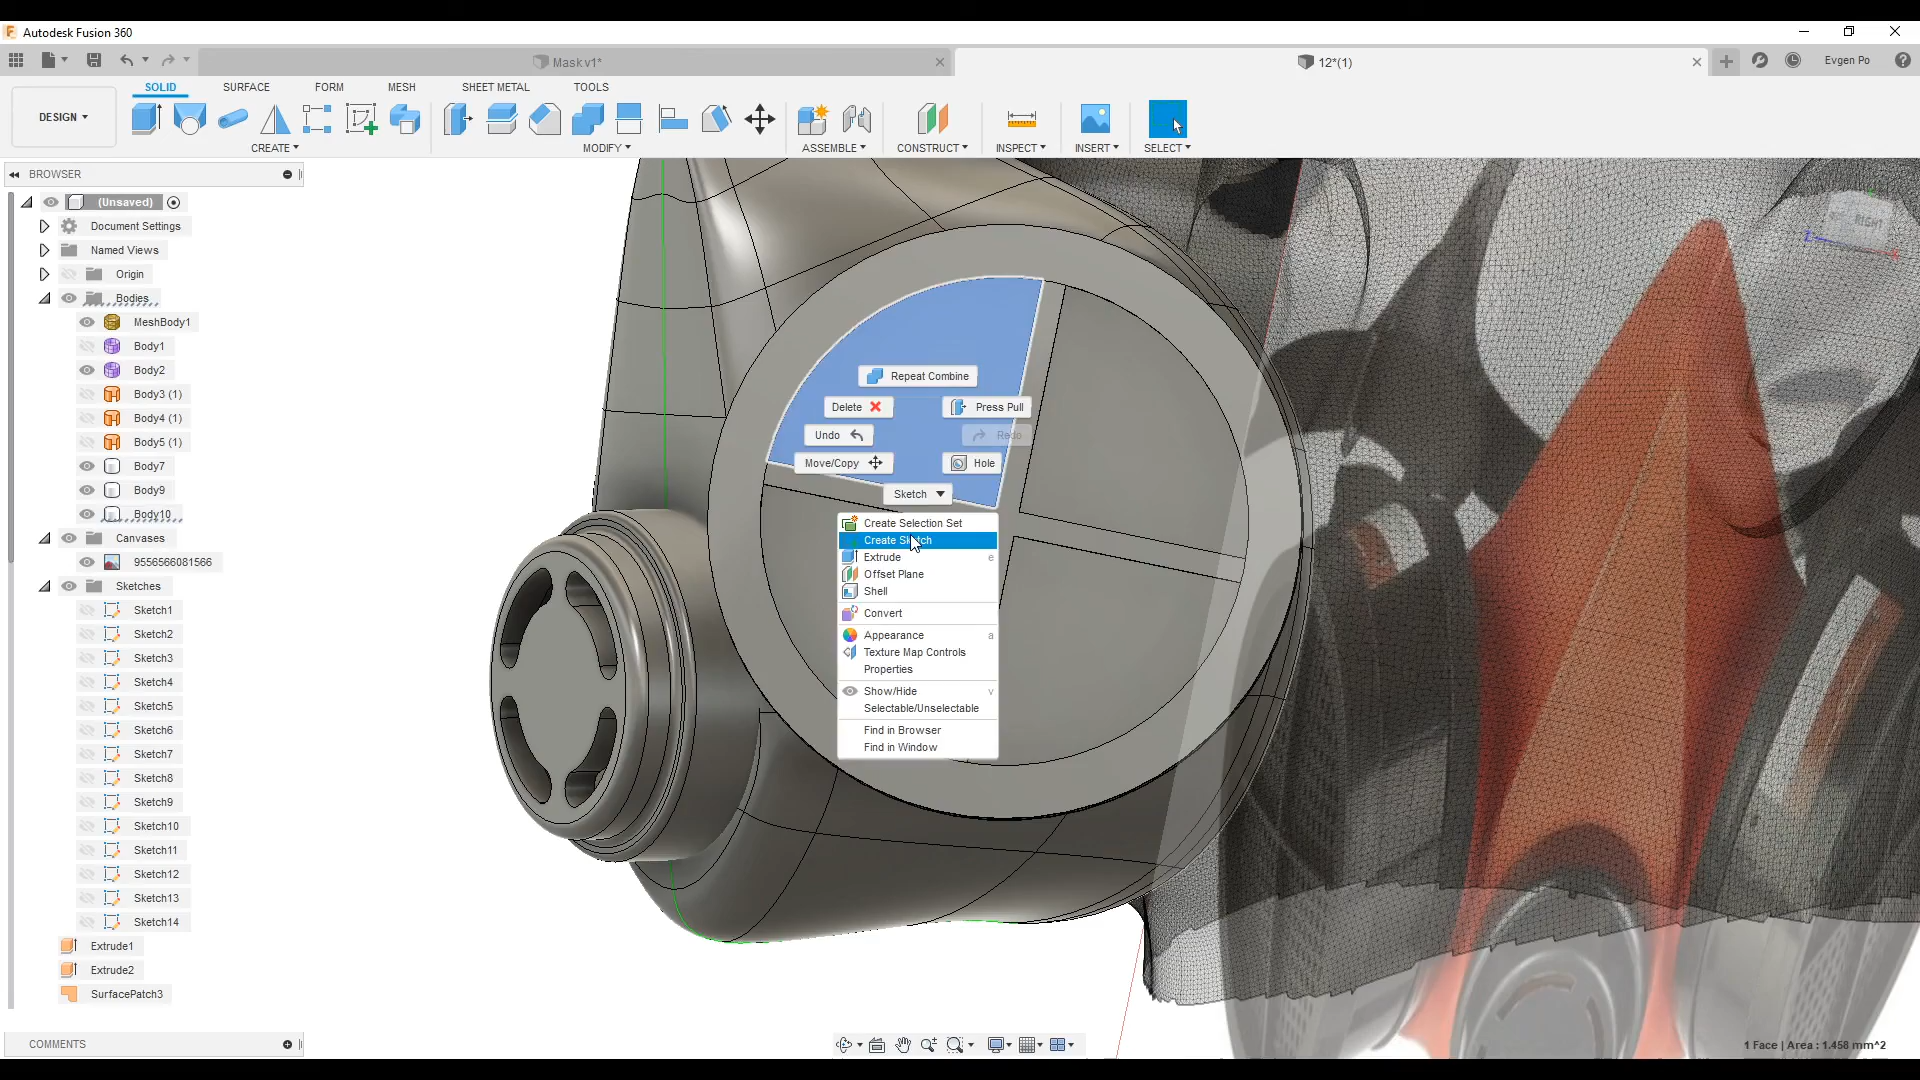 Autodesk Fusion 360
Mask v1*
12*(1)
Evgen Po
DESIGN
SOLID
SURFACE
FORM
MESH
SHEET METAL
TOOLS
CREATE
MODIFY
ASSEMBLE
CONSTRUCT
INSPECT
INSERT
SELECT
BROWSER
(Unsaved)
Document Settings
Named Views
Origin
Bodies
MeshBody1
Body1
Body2
Body3 (1)
Body4 (1)
Body5 (1)
Body7
Body9
Body10
Canvases
9556566081566
Sketches
Sketch1
Sketch2
Sketch3
Sketch4
Sketch5
Sketch6
Sketch7
Sketch8
Sketch9
Sketch10
Sketch11
Sketch12
Sketch13
Sketch14
Extrude1
Extrude2
SurfacePatch3
COMMENTS
Repeat Combine
Delete
Press Pull
Undo
Redo
Move/Copy
Hole
Sketch
Create Selection Set
Create Sketch
Extrude e
Offset Plane
Shell
Convert
Appearance a
Texture Map Controls
Properties
Show/Hide v
Selectable/Unselectable
Find in Browser
Find in Window
RIGHT
Z
1 Face | Area : 1.458 mm^2